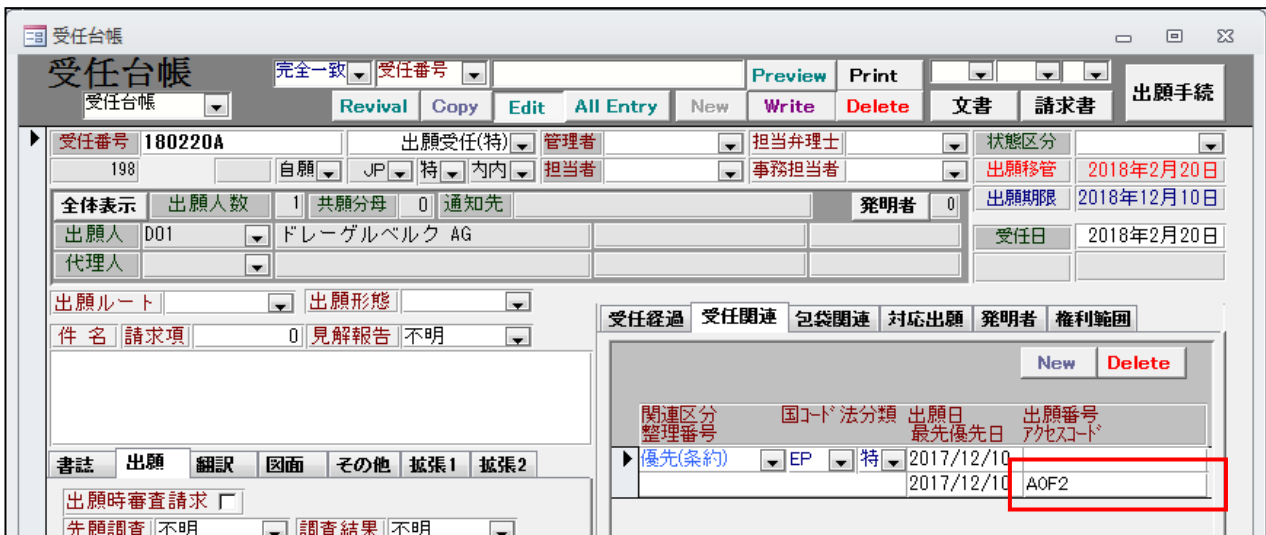 受任台帳
受任台帳 完全一致 受任番号 Preview Print 出願手続
受任台帳 Revival Copy Edit All Entry New Write Delete 文書 請求書
受任番号 180220A 出願受任(特) 管理者 担当弁理士 状態区分
198 自願 JP 特 内内 担当者 事務担当者 出願移管 2018年2月20日
全体表示 出願人数 1 共願分母 0 通知先 発明者 0 出願期限 2018年12月10日
出願人 D01 ドレーゲルベルク AG 受任日 2018年2月20日
代理人
出願ルート 出願形態
件 名 請求項 0 見解報告 不明
受任経過 受任関連 包袋関連 対応出願 発明者 権利範囲
New Delete
関連区分 国コード 法分類 出願日 出願番号
整理番号 最先優先日 アクセスコード
優先(条約) EP 特 2017/12/10
2017/12/10 A0F2
書誌 出願 翻訳 図面 その他 拡張1 拡張2
出願時審査請求
先願調査 不明 調査結果 不明